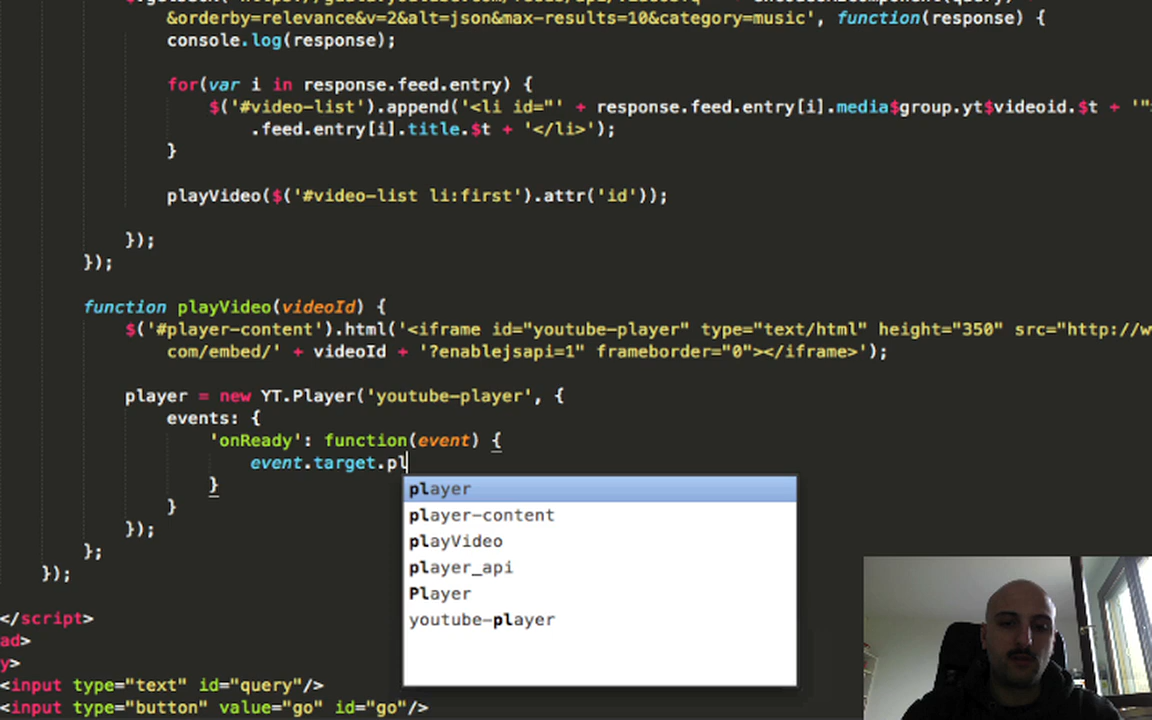 &orderby=relevance&v=2&alt=json&max-results=10&category=music', function(response) {
console.log(response);
for(var i in response.feed.entry) {
$('#video-list').append('<li id="' + response.feed.entry[i].media$group.yt$videoid.$t + '"
.feed.entry[i].title.$t + '</li>');
}
playVideo($('#video-list li:first').attr('id'));
});
});
function playVideo(videoId) {
$('#player-content').html('<iframe id="youtube-player" type="text/html" height="350" src="http://w
com/embed/' + videoId + '?enablejsapi=1" frameborder="0"></iframe>');
player = new YT.Player('youtube-player', {
events: {
'onReady': function(event) {
event.target.pl
}
}
});
};
});
player
player-content
playVideo
player_api
Player
youtube-player
</script>
ad>
y>
<input type="text" id="query"/>
<input type="button" value="go" id="go"/>